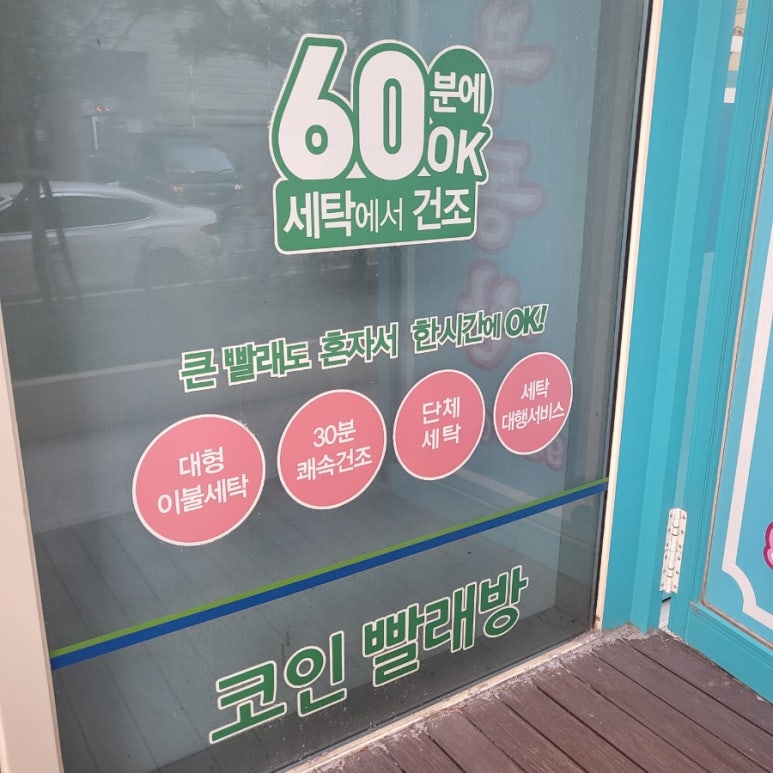 60분에
OK
세탁에서 건조
큰 빨래도 혼자서 한시간에 OK!
대형
이불세탁
30분
쾌속건조
단체
세탁
세탁
대행서비스
코인 빨래방